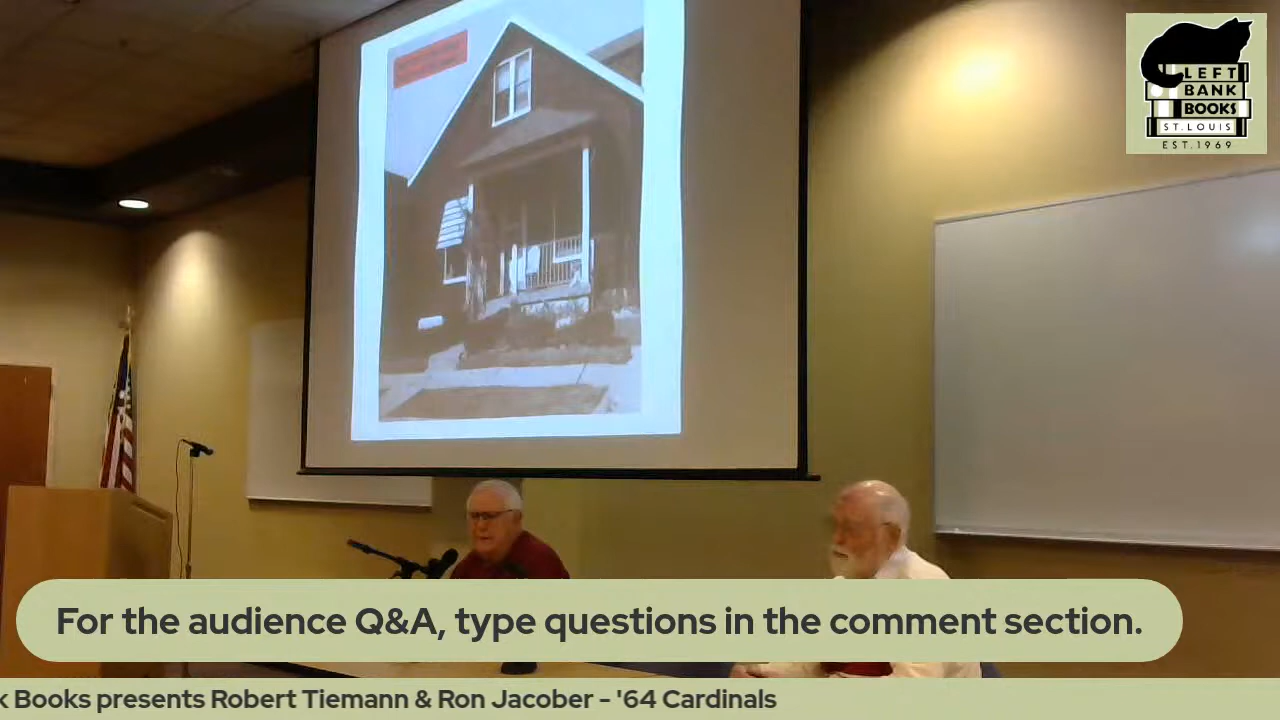 LEFT
BANK
BOOKS
ST. LOUIS
EST. 1969
For the audience Q&A, type questions in the comment section.
k Books presents Robert Tiemann & Ron Jacober - '64 Cardinals